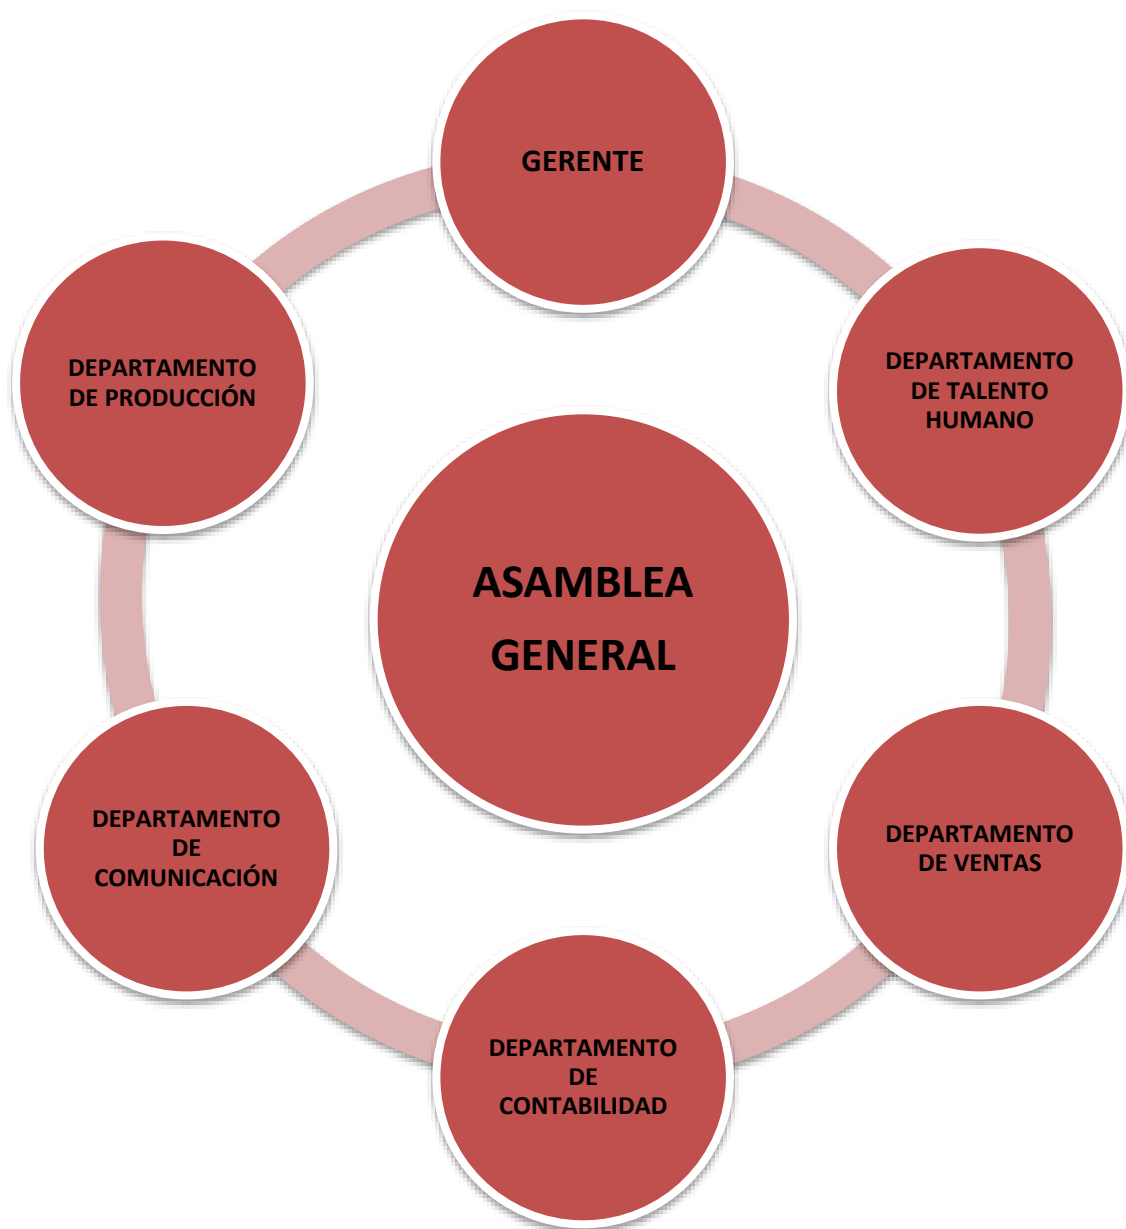 GERENTE
DEPARTAMENTO
DE PRODUCCIÓN
DEPARTAMENTO
DE TALENTO
HUMANO
ASAMBLEA
GENERAL
DEPARTAMENTO
DE
COMUNICACIÓN
DEPARTAMENTO
DE VENTAS
DEPARTAMENTO
DE
CONTABILIDAD